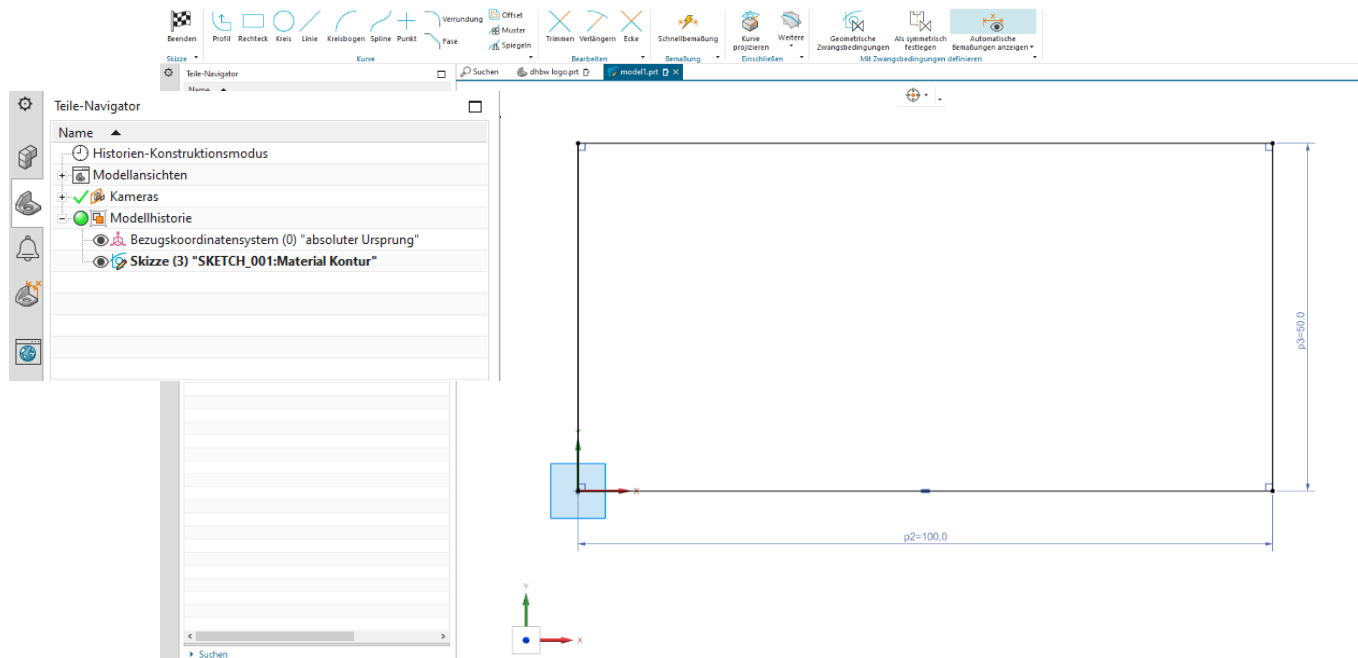 Beenden
Profil Rechteck Kreis Linie Kreisbogen Spline Punkt
Verrundung
Fase
Offset
Muster
Spiegeln
Trimmen Verlängern Ecke
Schnellbemaßung
Kurve projizieren
Weitere
Geometrische Zwangsbedingungen
Als symmetrisch festlegen
Automatische Bemaßungen anzeigen
Skizze
Kurve
Bearbeiten
Bemaßung
Einschließen
Mit Zwangsbedingungen definieren
Teile-Navigator
Suchen
dhbw logo.prt
model1.prt
Name
Teile-Navigator
Name
Historien-Konstruktionsmodus
Modellansichten
Kameras
Modellhistorie
Bezugskoordinatensystem (0) "absoluter Ursprung"
Skizze (3) "SKETCH_001:Material Kontur"
p3=50,0
Y
X
p2=100,0
Y
X
Suchen